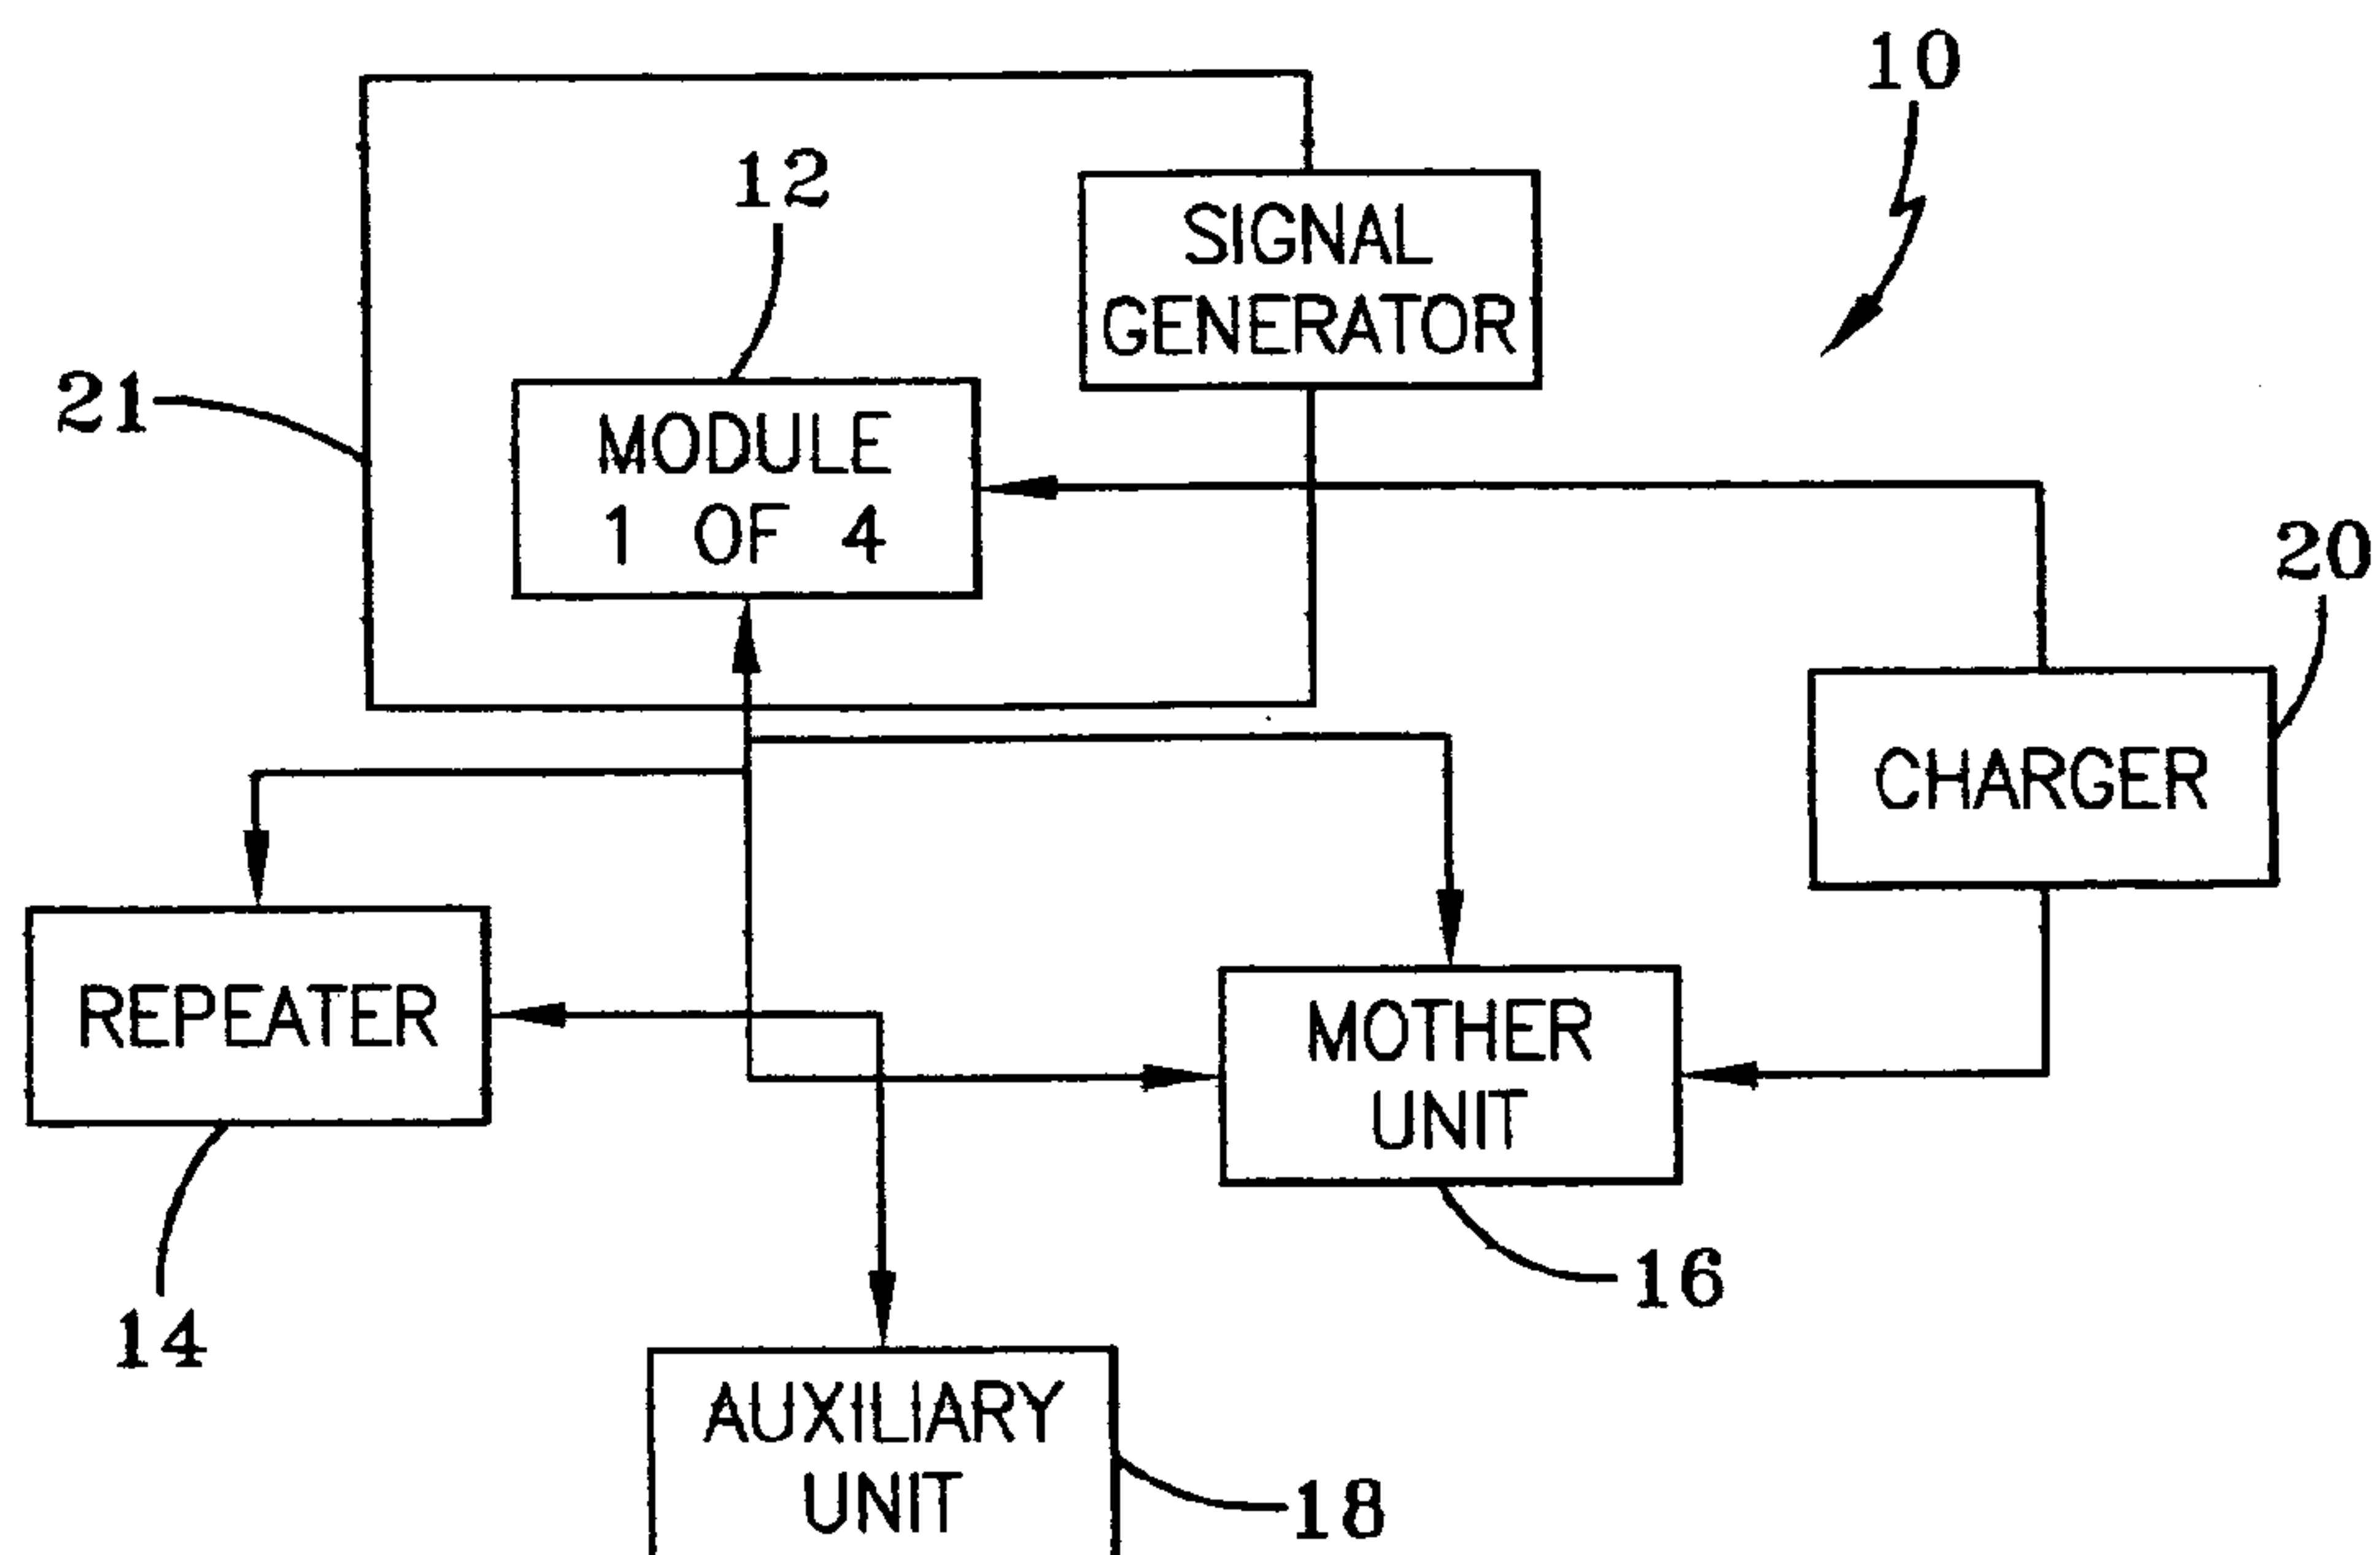 10
12
SIGNAL
GENERATOR
21
MODULE
1 OF 4
20
CHARGER
REPEATER
MOTHER
UNIT
14
16
AUXILIARY
UNIT
18